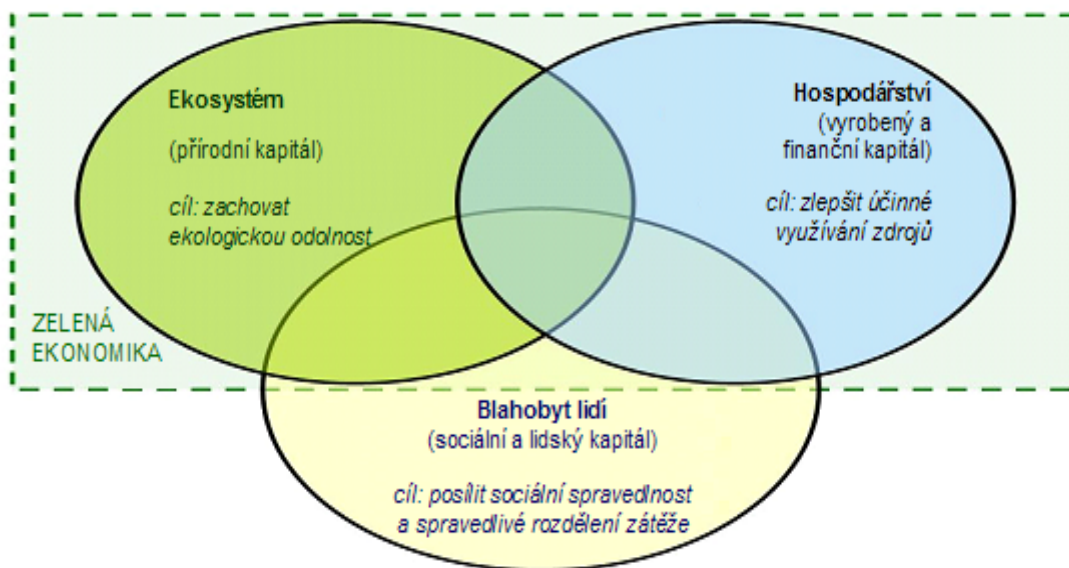 Ekosystém
(přírodní kapitál)
cíl: zachovat
ekologickou odolnost
Hospodářství
(vyrobený a
finanční kapitál)
cíl: zlepšit účinné
využívání zdrojů
ZELENÁ
EKONOMIKA
Blahobyt lidí
(sociální a lidský kapitál)
cíl: posílit sociální spravedlnost
a spravedlivé rozdělení zátěže